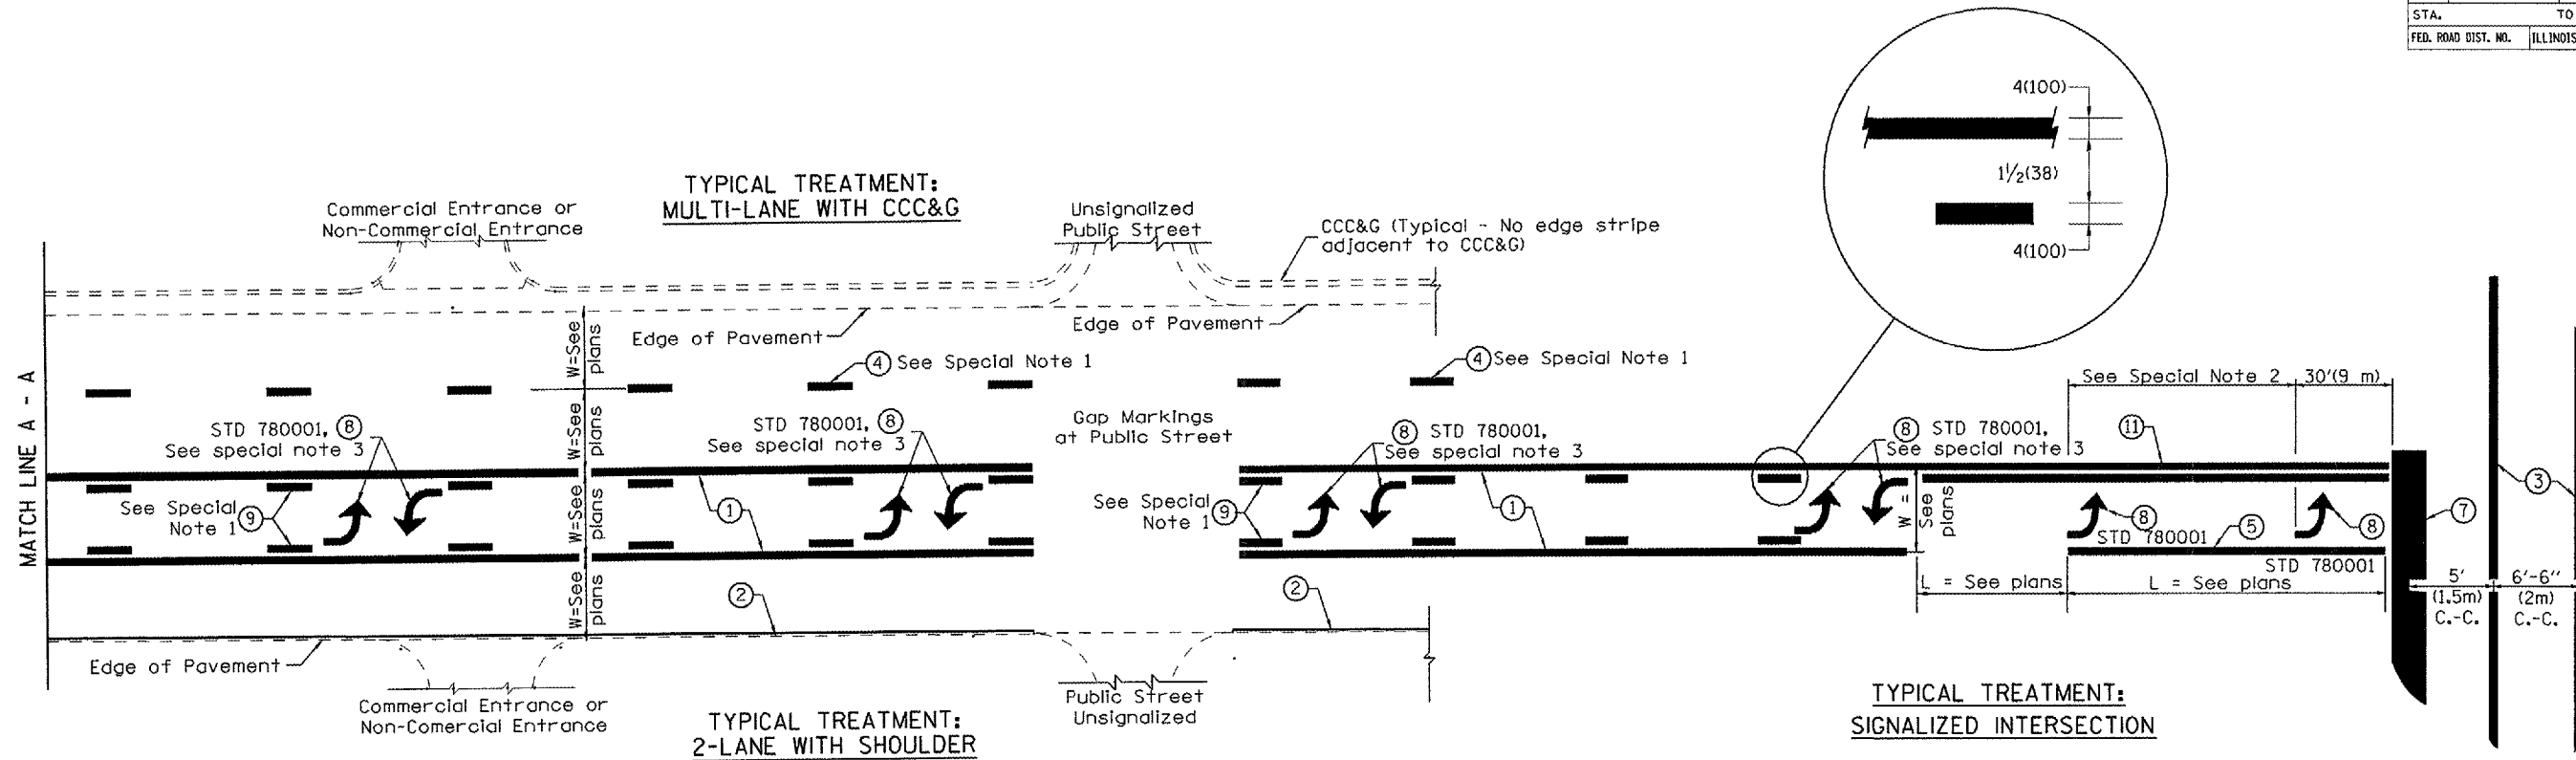 STA. TO
FED. ROAD DIST. NO. ILLINOIS
4(100)
1½(38)
4(100)
TYPICAL TREATMENT:
MULTI-LANE WITH CCC&G
Commercial Entrance or
Non-Commercial Entrance
Unsignalized
Public Street
CCC&G (Typical - No edge stripe
adjacent to CCC&G)
Edge of Pavement
Edge of Pavement
W=See
plans
4 See Special Note 1
4 See Special Note 1
See Special Note 2
30'(9 m)
MATCH LINE A - A
STD 780001, 8
See special note 3
W=See
plans
STD 780001, 8
See special note 3
Gap Markings
at Public Street
8 STD 780001,
See special note 3
8 STD 780001,
See special note 3
11
See Special
Note 1 9
W=See
plans
1
See Special
Note 1 9
1
W =
See
plans
8
STD 780001
5
8
STD 780001
7
3
W=See
plans
2
2
L = See plans
L = See plans
5'
(1.5m)
C.-C.
6'-6"
(2m)
C.-C.
Edge of Pavement
Commercial Entrance or
Non-Comercial Entrance
Public Street
Unsignalized
TYPICAL TREATMENT:
2-LANE WITH SHOULDER
TYPICAL TREATMENT:
SIGNALIZED INTERSECTION